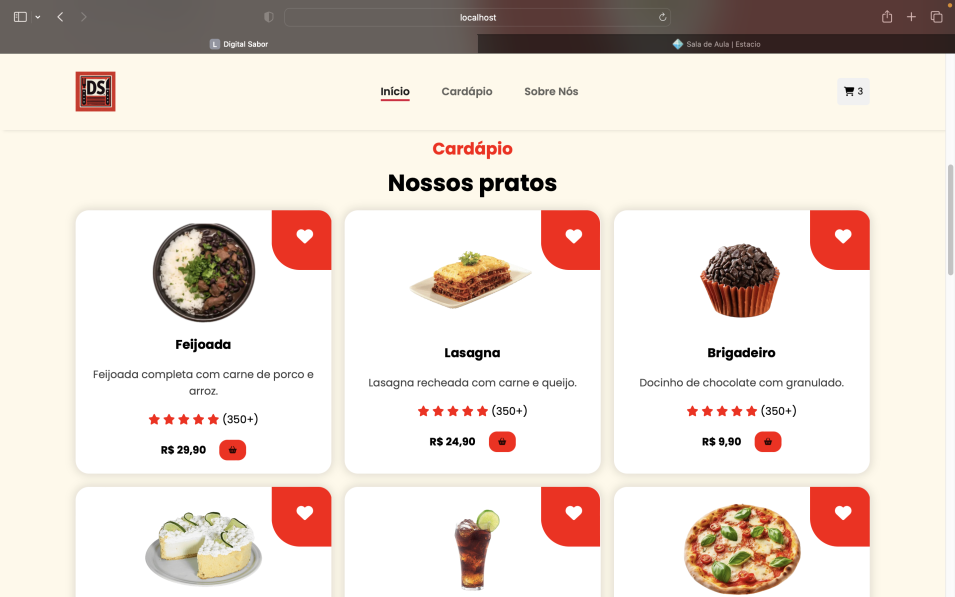 localhost
L Digital Sabor
Sala de Aula | Estacio
DS
Início
Cardápio
Sobre Nós
3
Cardápio
Nossos pratos
Feijoada
Feijoada completa com carne de porco e
arroz.
(350+)
R$ 29,90
Lasagna
Lasagna recheada com carne e queijo.
(350+)
R$ 24,90
Brigadeiro
Docinho de chocolate com granulado.
(350+)
R$ 9,90